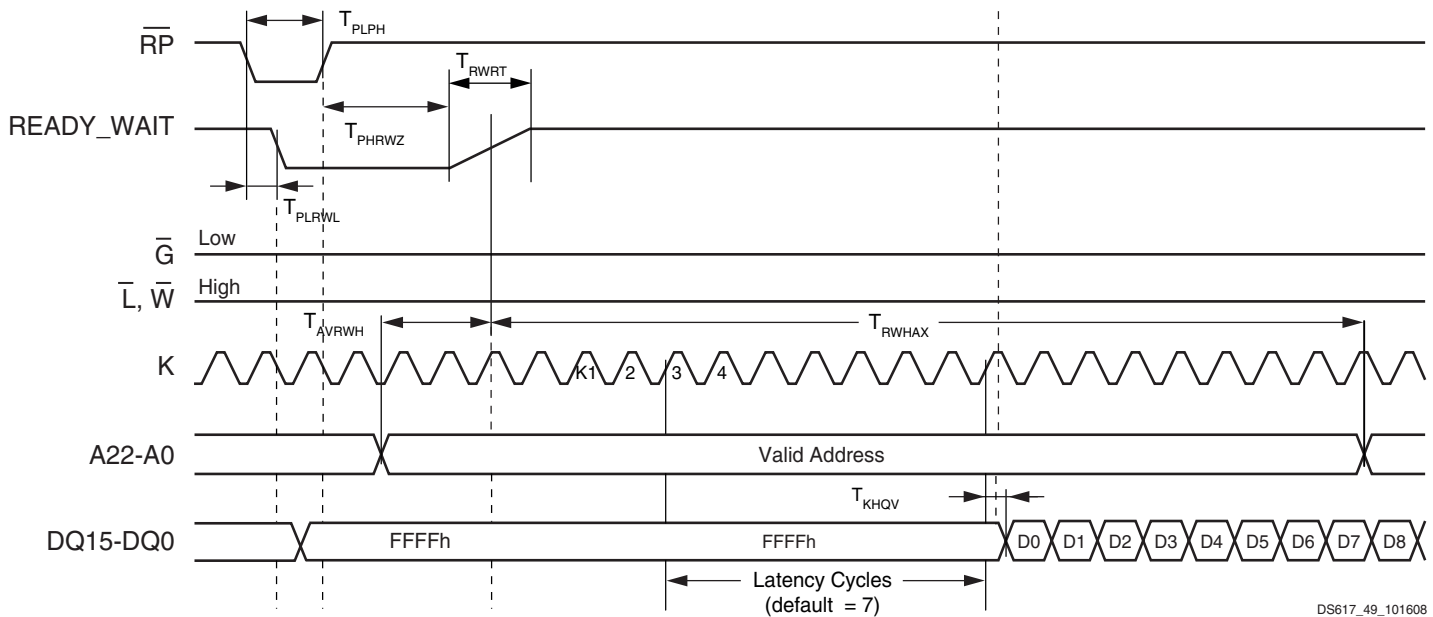 T_PLPH
R̅P̅
T_RWRT
READY_WAIT
T_PHRWZ
T_PLRWL
G̅ Low
L̅, W̅ High
T_AVRWH T_RWHAX
K K1 2 3 4
A22-A0 Valid Address
T_KHQV
DQ15-DQ0 FFFFh FFFFh D0 D1 D2 D3 D4 D5 D6 D7 D8
Latency Cycles
(default = 7)
DS617_49_101608